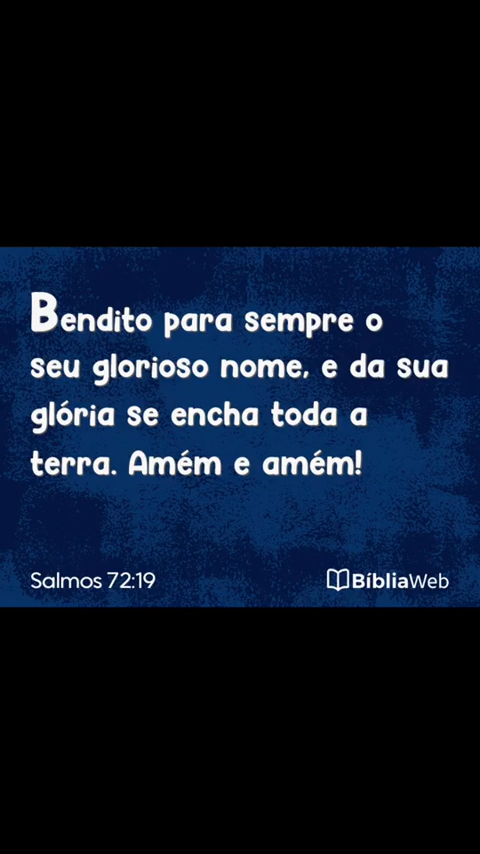 Bendito para sempre o
seu glorioso nome, e da sua
glória se encha toda a
terra. Amém e amém!
Salmos 72:19
BíbliaWeb